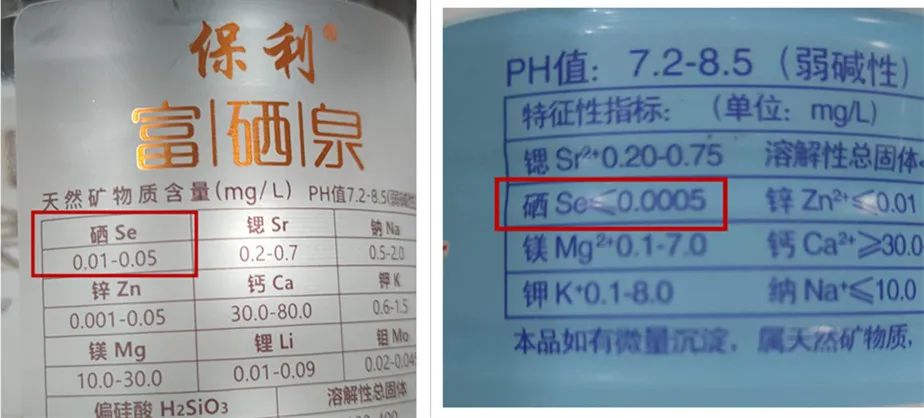 保利
富硒泉
天然矿物质含量(mg/L) PH值7.2-8.5(弱碱性
硒 Se 锶 Sr 钠 Na
0.01-0.05 0.2-0.7 0.5-2.0
锌 Zn 钙 Ca 钾 K
0.001-0.05 30.0-80.0 0.6-1.5
镁 Mg 锂 Li 钼 Mo
10.0-30.0 0.01-0.09 0.02-0.045
偏硅酸 H2SiO3 溶解性总固体
PH值: 7.2-8.5 (弱碱性)
特征性指标: (单位: mg/L)
锶 Sr²⁺0.20-0.75 溶解性总固体
硒 Se≤0.0005 锌 Zn²⁺≤0.01
镁 Mg²⁺0.1-7.0 钙 Ca²⁺≥30.0
钾 K⁺0.1-8.0 纳 Na⁺≤10.0
本品如有微量沉淀, 属天然矿物质,